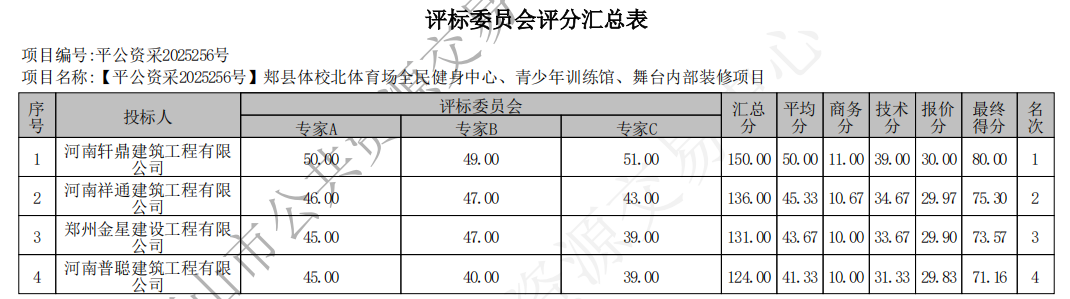 评标委员会评分汇总表
项目编号:平公资采2025256号
项目名称:【平公资采2025256号】郏县体校北体育场全民健身中心、青少年训练馆、舞台内部装修项目
序号 投标人 评标委员会 汇总分 平均分 商务分 技术分 报价分 最终得分 名次
专家A 专家B 专家C
1 河南轩鼎建筑工程有限公司 50.00 49.00 51.00 150.00 50.00 11.00 39.00 30.00 80.00 1
2 河南祥通建筑工程有限公司 46.00 47.00 43.00 136.00 45.33 10.67 34.67 29.97 75.30 2
3 郑州金星建设工程有限公司 45.00 47.00 39.00 131.00 43.67 10.00 33.67 29.90 73.57 3
4 河南普聪建筑工程有限公司 45.00 40.00 39.00 124.00 41.33 10.00 31.33 29.83 71.16 4